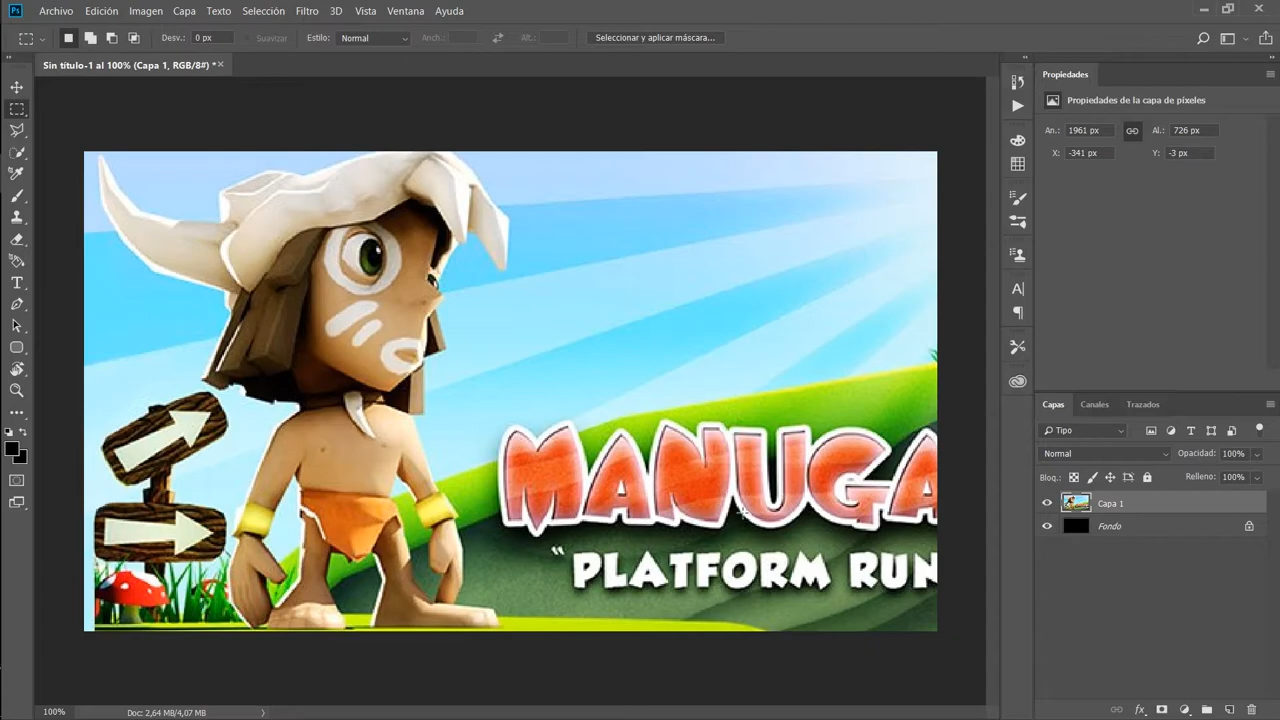 Ps Archivo Edición Imagen Capa Texto Selección Filtro 3D Vista Ventana Ayuda
Desv.: 0 px Suavizar Estilo: Normal Anch.: Alt.: Seleccionar y aplicar máscara...
Sin título-1 al 100% (Capa 1, RGB/8#) *
Propiedades
Propiedades de la capa de píxeles
An.: 1961 px Al.: 726 px
X: -341 px Y: -3 px
MANUGA
"PLATFORM RUN
Capas Canales Trazados
Tipo
Normal Opacidad: 100%
Bloq.: Relleno: 100%
Capa 1
Fondo
100% Doc: 2,64 MB/4,07 MB